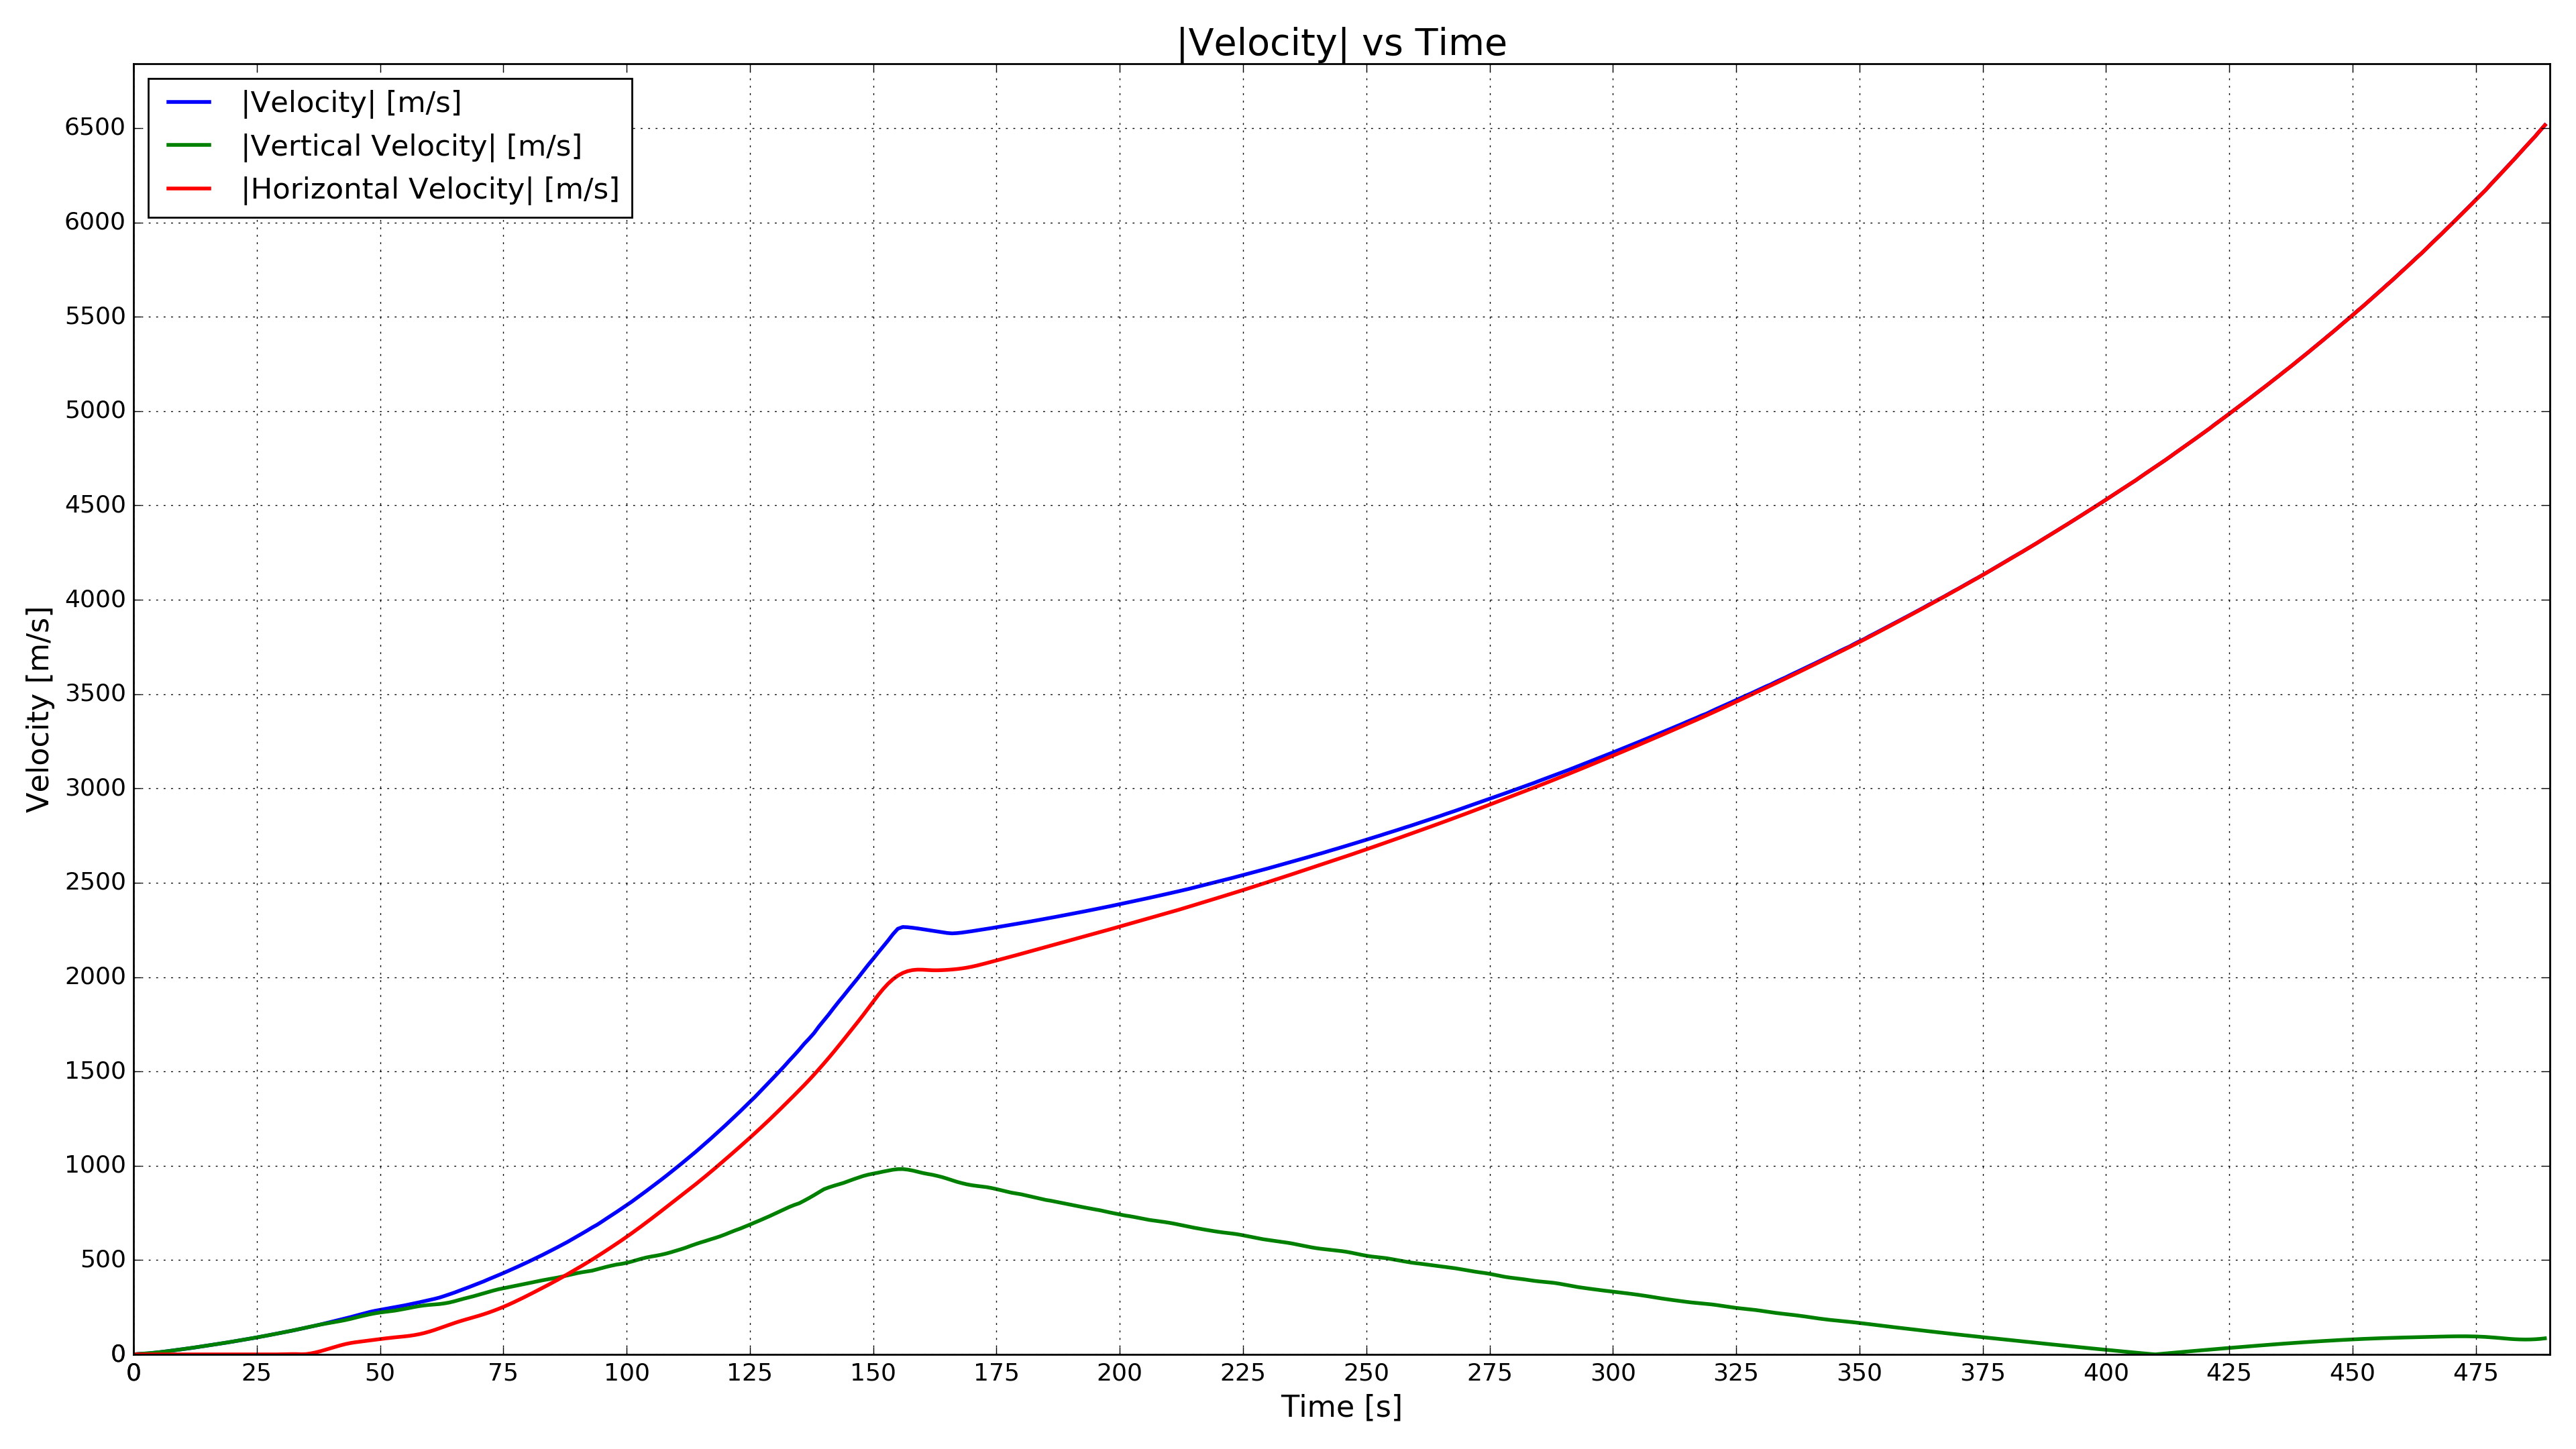 |Velocity| vs Time
|Velocity| [m/s]
|Vertical Velocity| [m/s]
|Horizontal Velocity| [m/s]
6500
6000
5500
5000
4500
4000
3500
3000
2500
2000
1500
1000
500
0
Velocity [m/s]
0 25 50 75 100 125 150 175 200 225 250 275 300 325 350 375 400 425 450 475
Time [s]